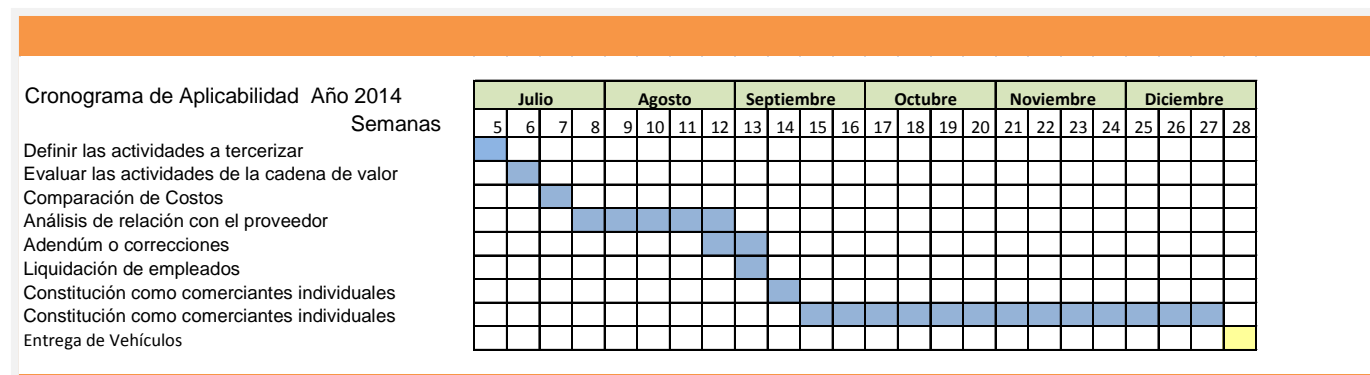 Cronograma de Aplicabilidad Año 2014 Julio Agosto Septiembre Octubre Noviembre Diciembre
Semanas 5 6 7 8 9 10 11 12 13 14 15 16 17 18 19 20 21 22 23 24 25 26 27 28
Definir las actividades a tercerizar
Evaluar las actividades de la cadena de valor
Comparación de Costos
Análisis de relación con el proveedor
Adendúm o correcciones
Liquidación de empleados
Constitución como comerciantes individuales
Constitución como comerciantes individuales
Entrega de Vehículos